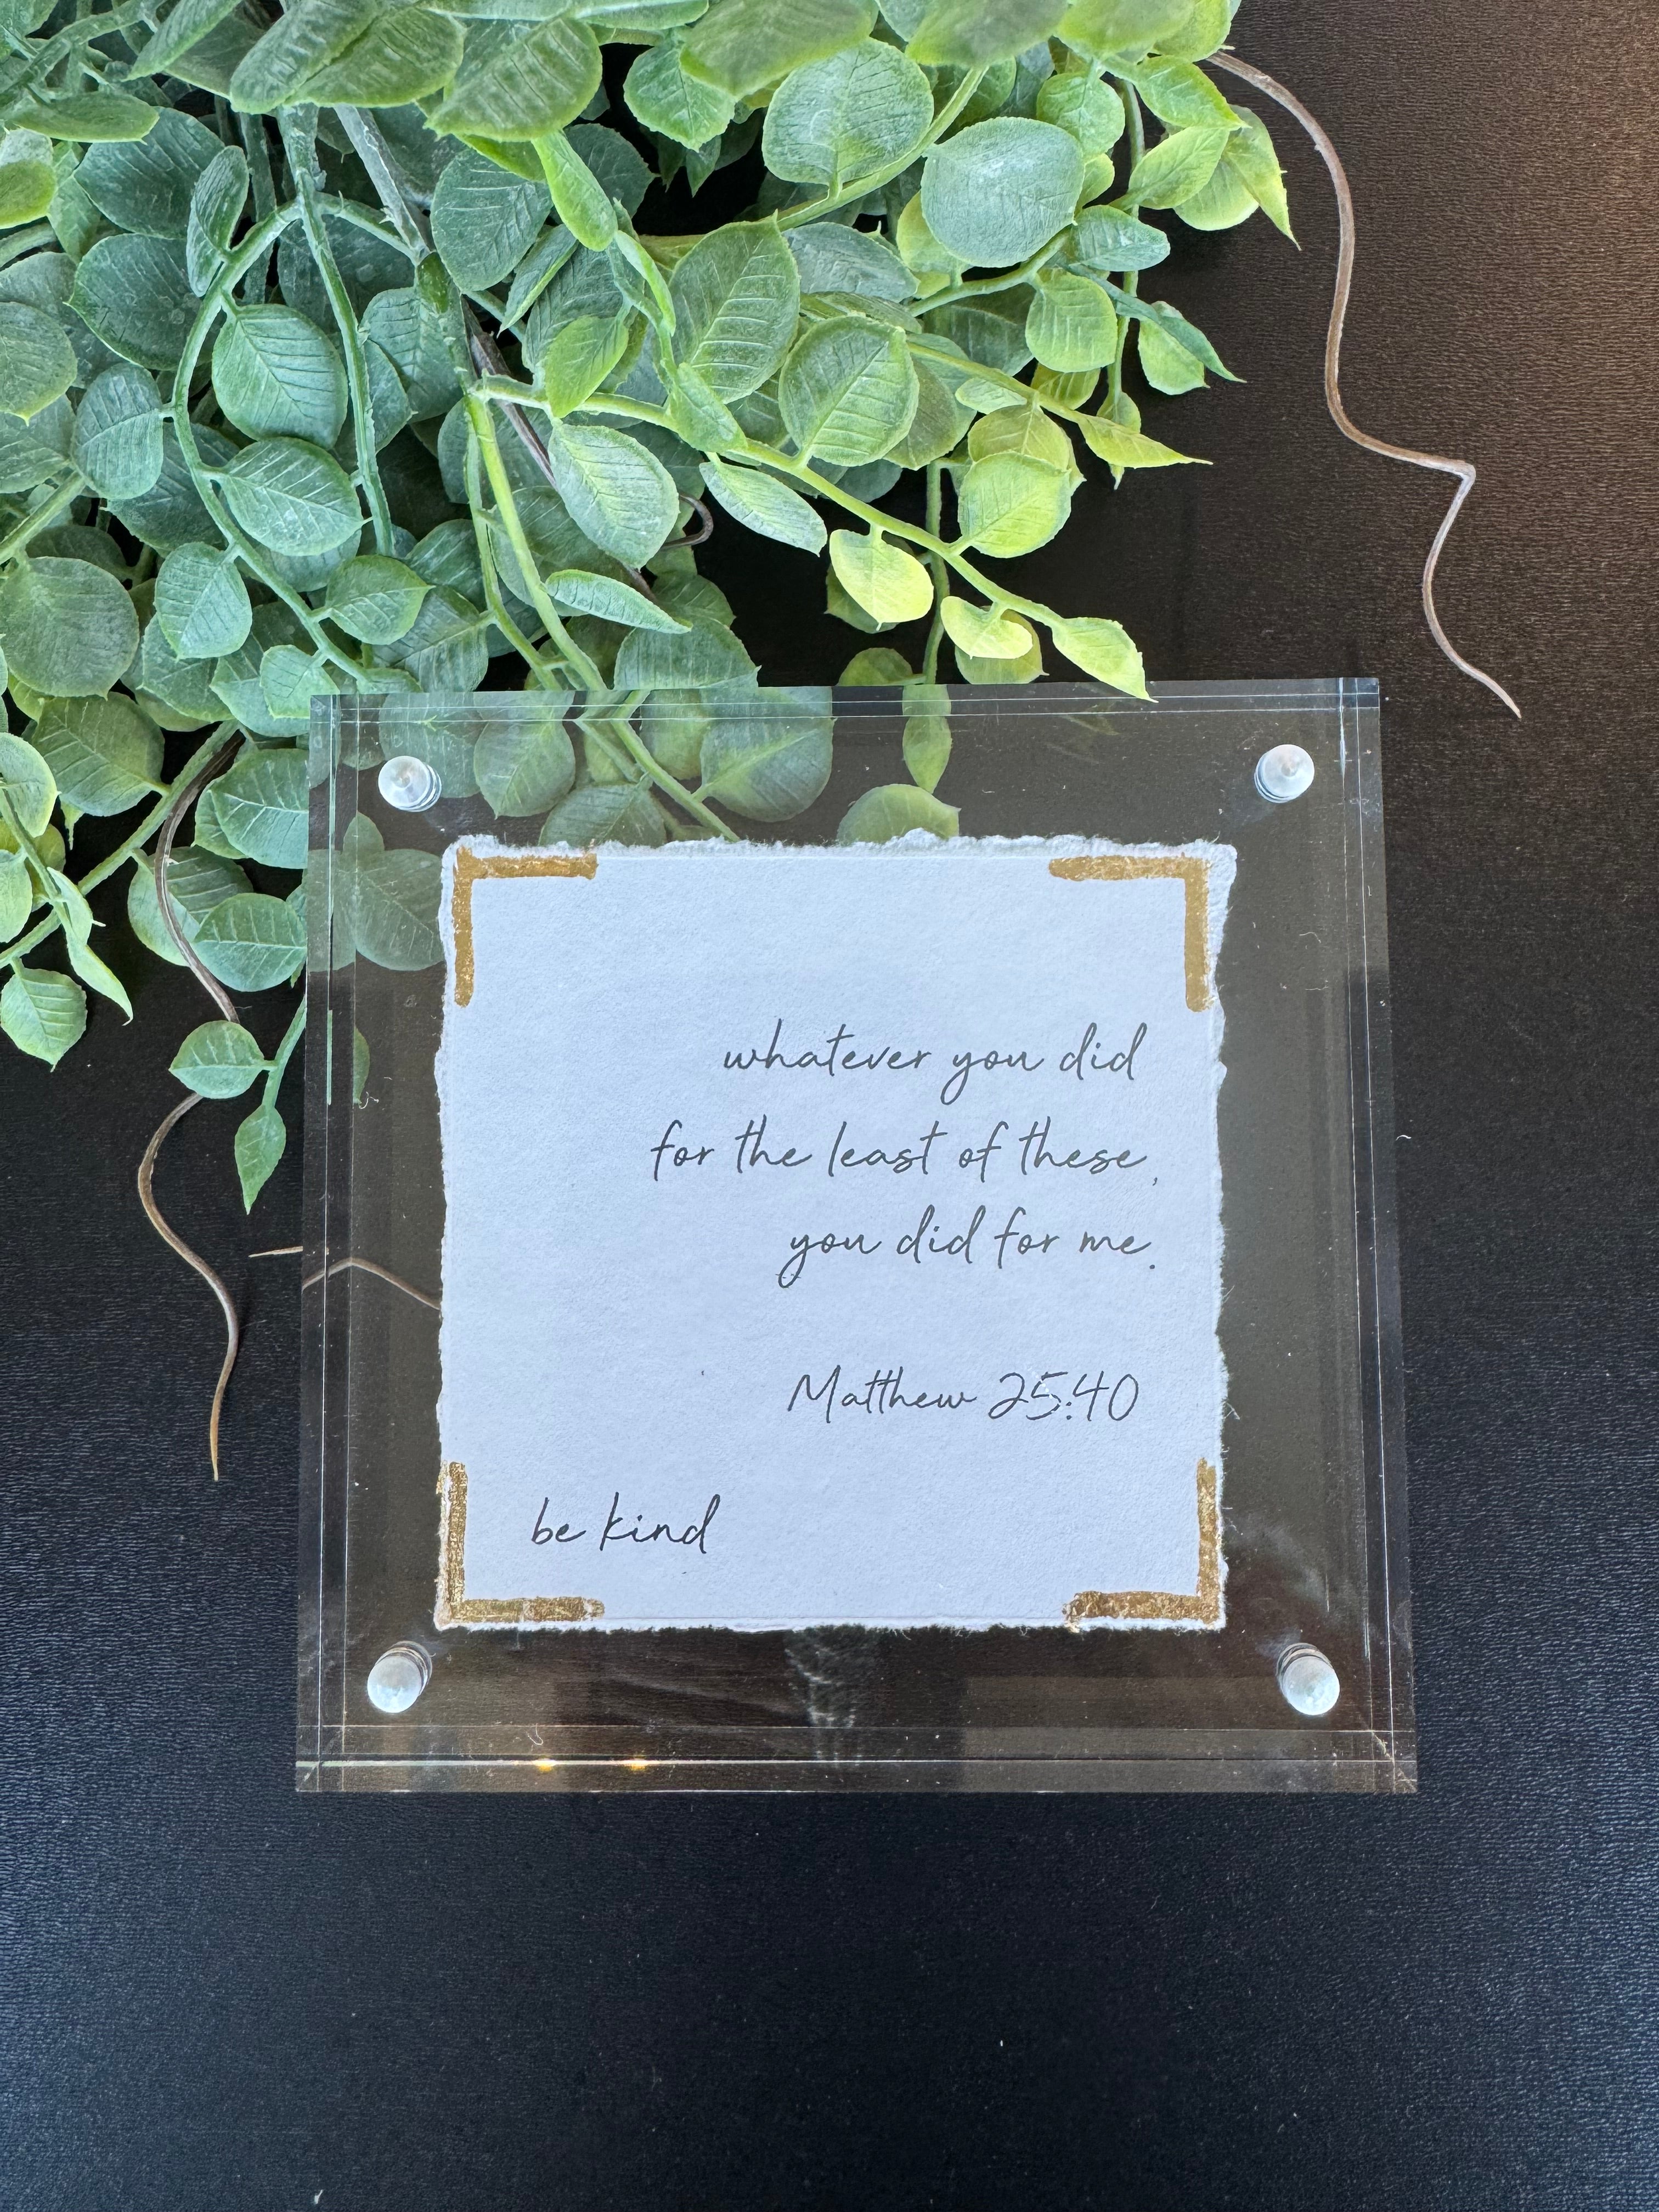 whatever you did
for the least of these,
you did for me.
Matthew 25:40
be kind